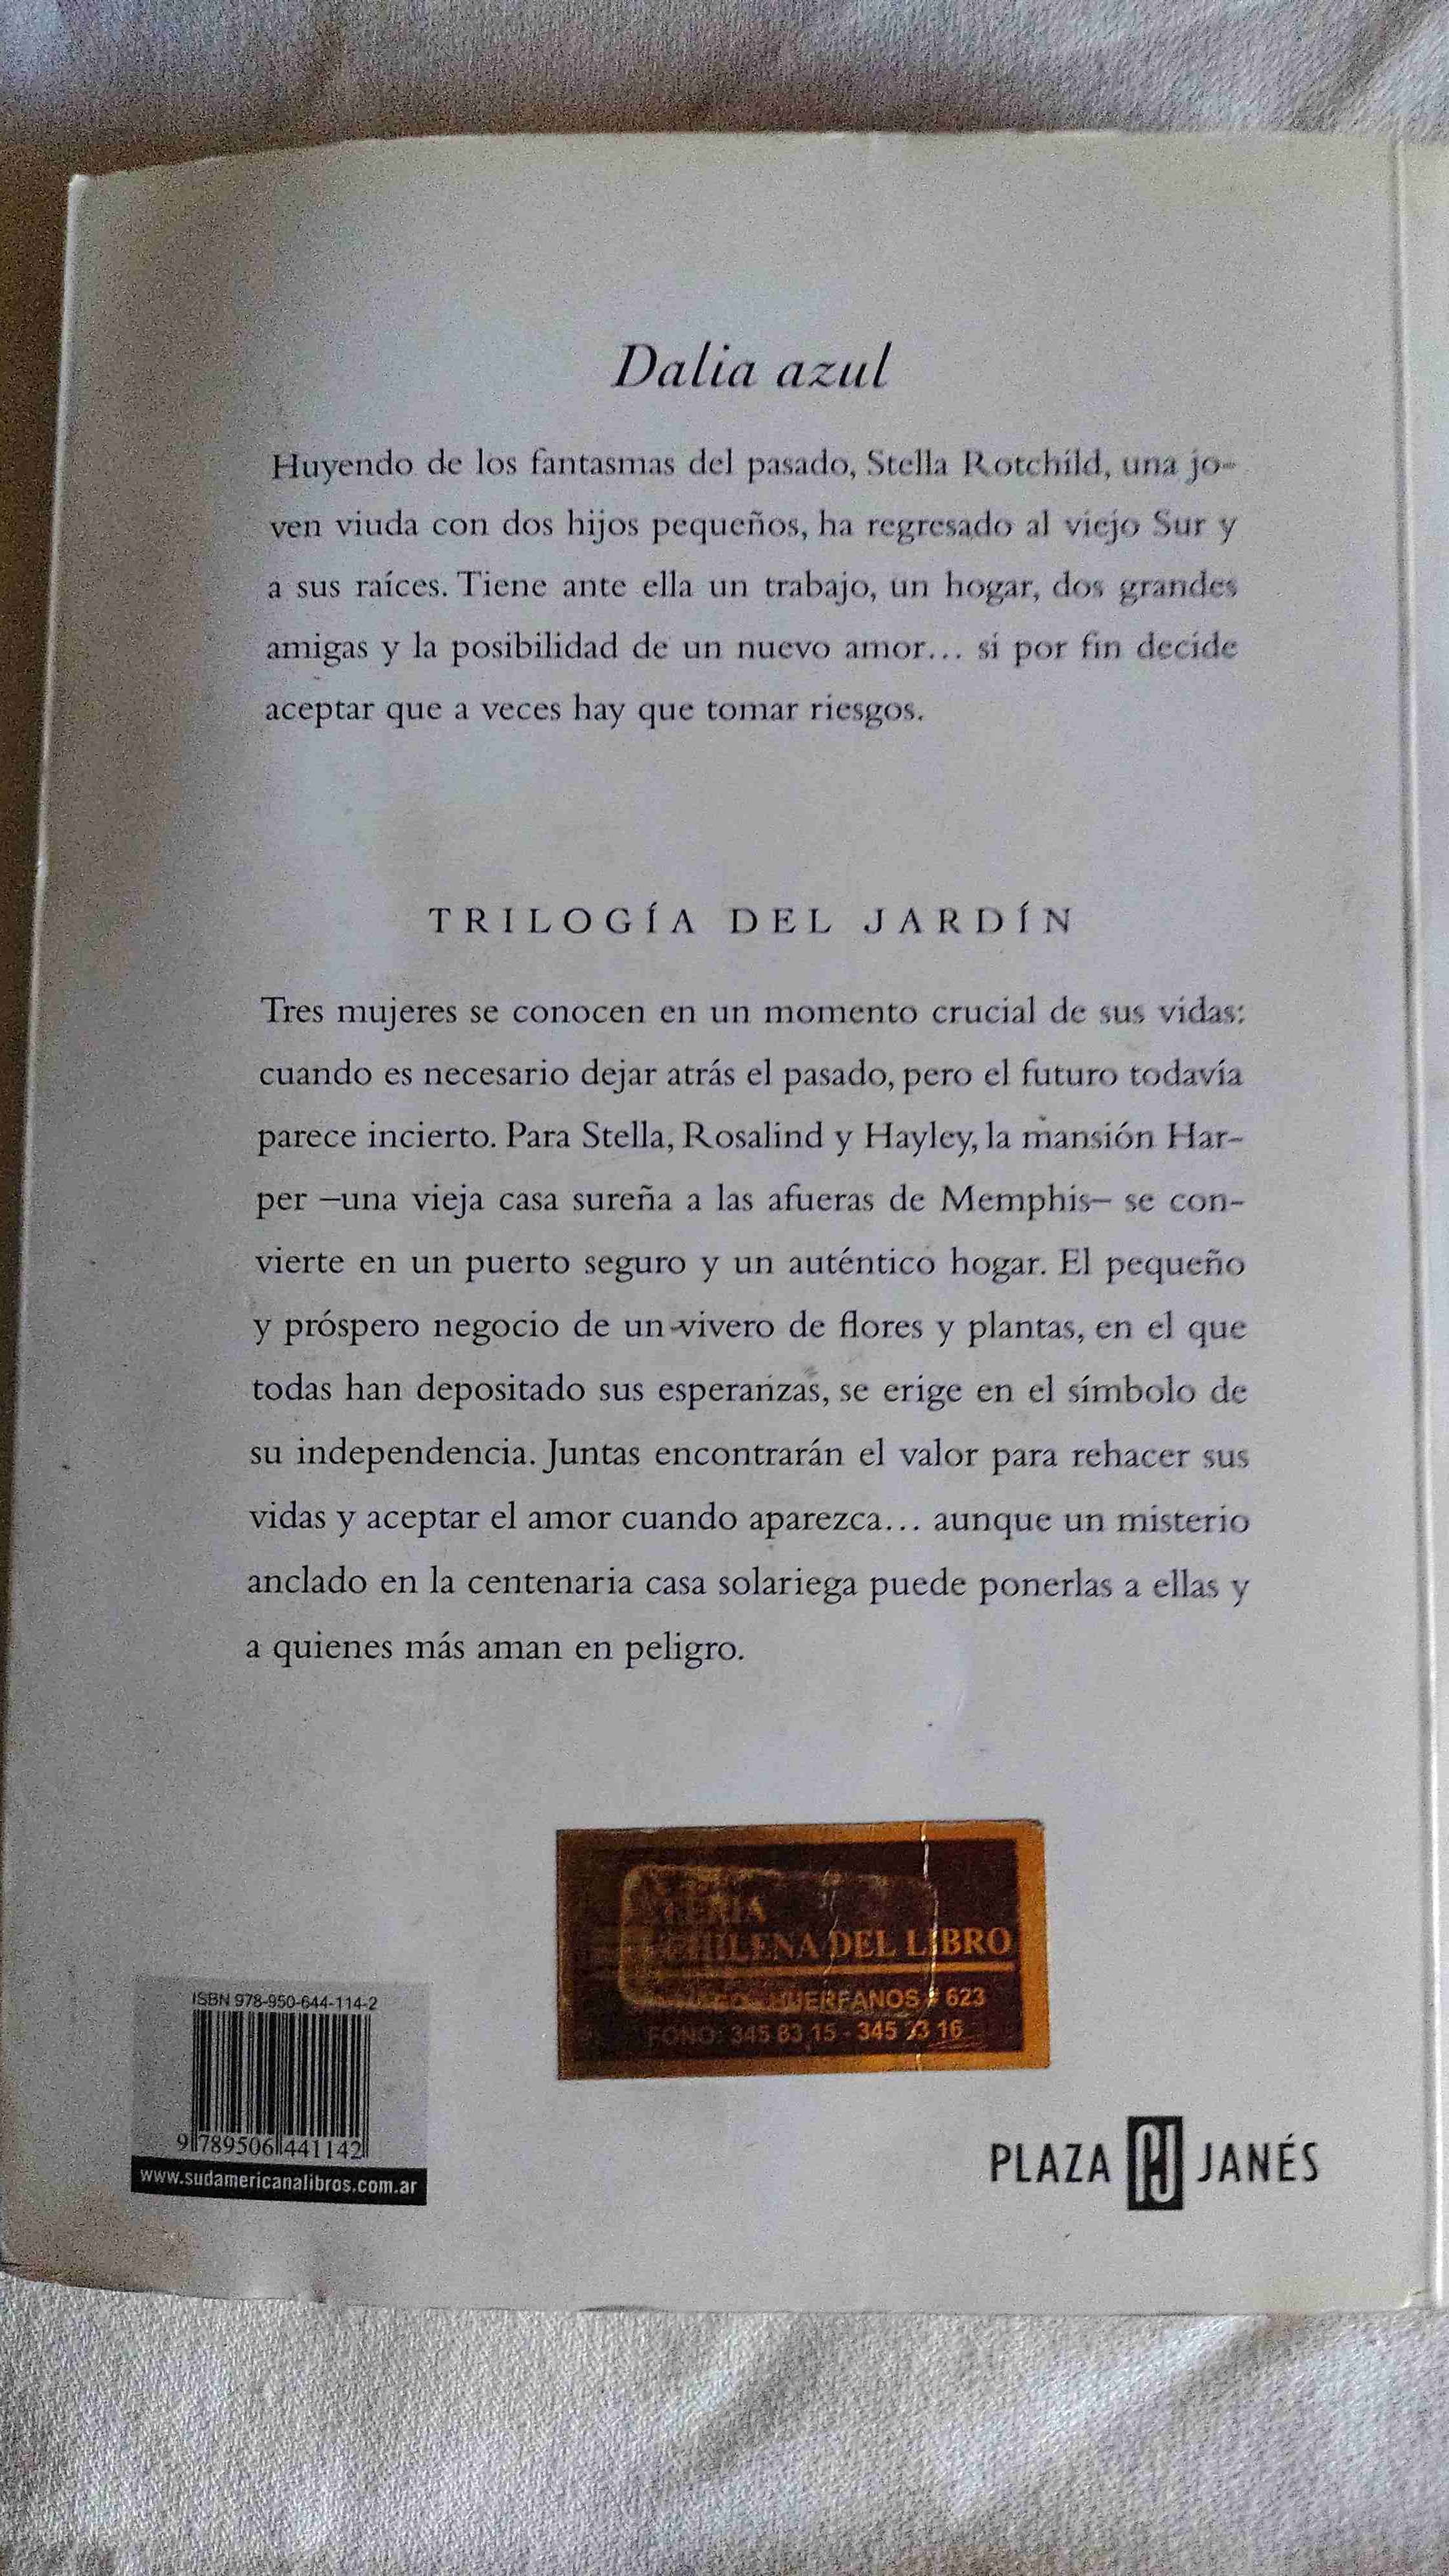 Dalia azul
Huyendo de los fantasmas del pasado, Stella Rotchild, una jo-
ven viuda con dos hijos pequeños, ha regresado al viejo Sur y
a sus raíces. Tiene ante ella un trabajo, un hogar, dos grandes
amigas y la posibilidad de un nuevo amor... si por fin decide
aceptar que a veces hay que tomar riesgos.
TRILOGÍA DEL JARDÍN
Tres mujeres se conocen en un momento crucial de sus vidas:
cuando es necesario dejar atrás el pasado, pero el futuro todavía
parece incierto. Para Stella, Rosalind y Hayley, la mansión Har-
per –una vieja casa sureña a las afueras de Memphis– se con-
vierte en un puerto seguro y un auténtico hogar. El pequeño
y próspero negocio de un vivero de flores y plantas, en el que
todas han depositado sus esperanzas, se erige en el símbolo de
su independencia. Juntas encontrarán el valor para rehacer sus
vidas y aceptar el amor cuando aparezca... aunque un misterio
anclado en la centenaria casa solariega puede ponerlas a ellas y
a quienes más aman en peligro.
DEL LIBRO
HUERFANOS # 623
FONO: 345 83 15 - 345 16
ISBN 978-950-644-114-2
9 789506 441142
www.sudamericanalibros.com.ar
PLAZA JANÉS